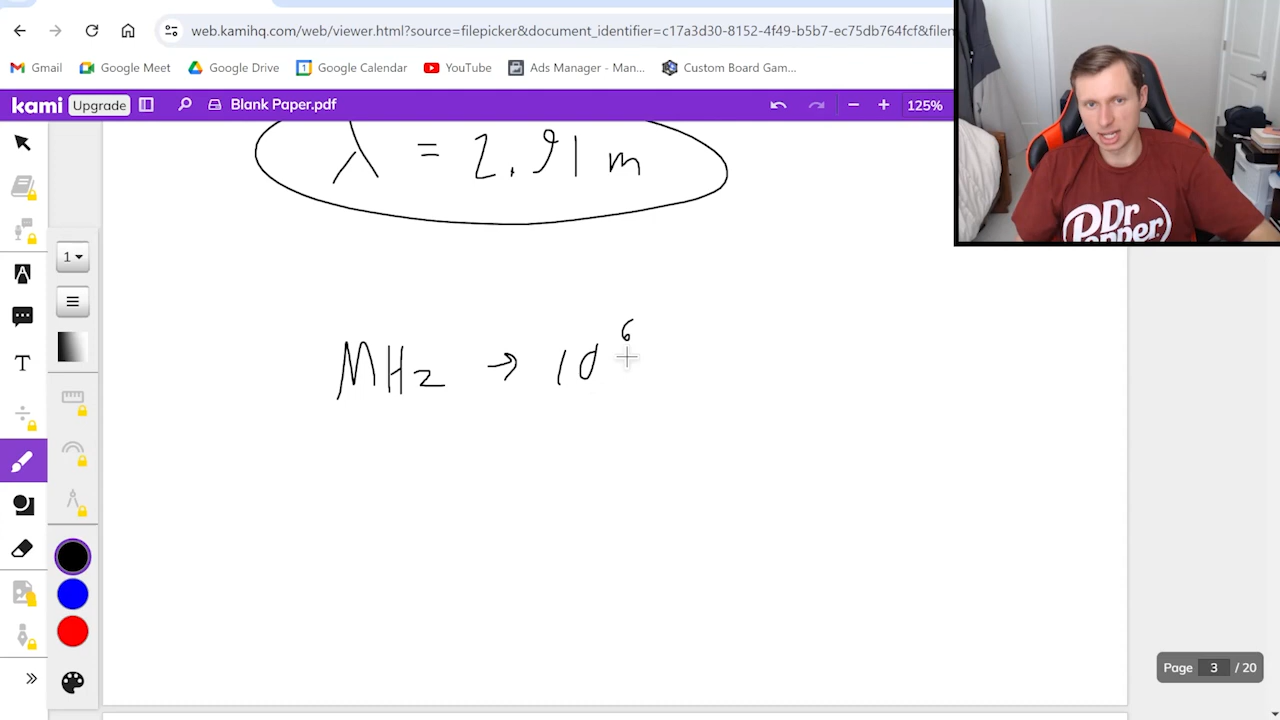 web.kamihq.com/web/viewer.html?source=filepicker&document_identifier=c17a3d30-8152-4f49-b5b7-ec75db764fcf&filen
Gmail Google Meet Google Drive Google Calendar YouTube Ads Manager - Man... Custom Board Gam...
kami Upgrade Blank Paper.pdf 125%
λ = 2.91 m
Dr Pepper
1
MHz → 10⁶
T
Page 3 / 20